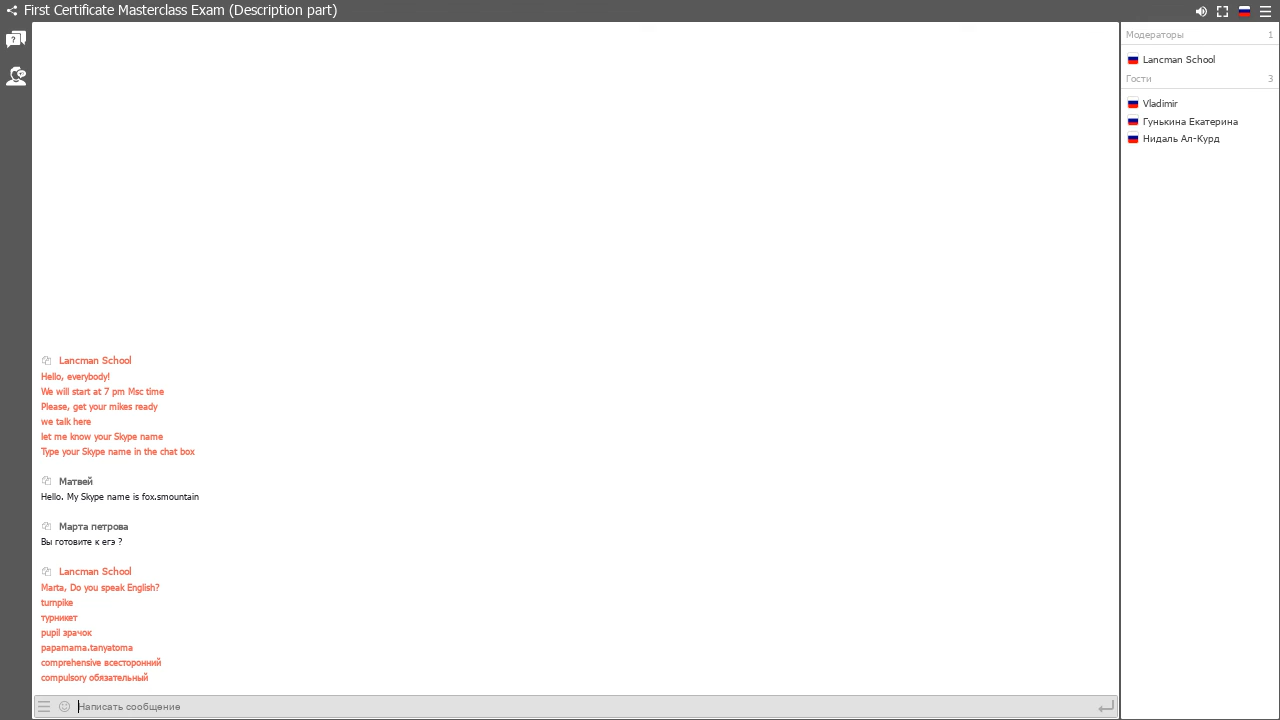 First Certificate Masterclass Exam (Description part)
Модераторы 1
Lancman School
Гости 3
Vladimir
Гунькина Екатерина
Нидаль Ал-Курд
Lancman School
Hello, everybody!
We will start at 7 pm Msc time
Please, get your mikes ready
we talk here
let me know your Skype name
Type your Skype name in the chat box
Матвей
Hello. My Skype name is fox.smountain
Марта петрова
Вы готовите к егэ ?
Lancman School
Marta, Do you speak English?
turnpike
турникет
pupil зрачок
papamama.tanyatoma
comprehensive всесторонний
compulsory обязательный
Написать сообщение